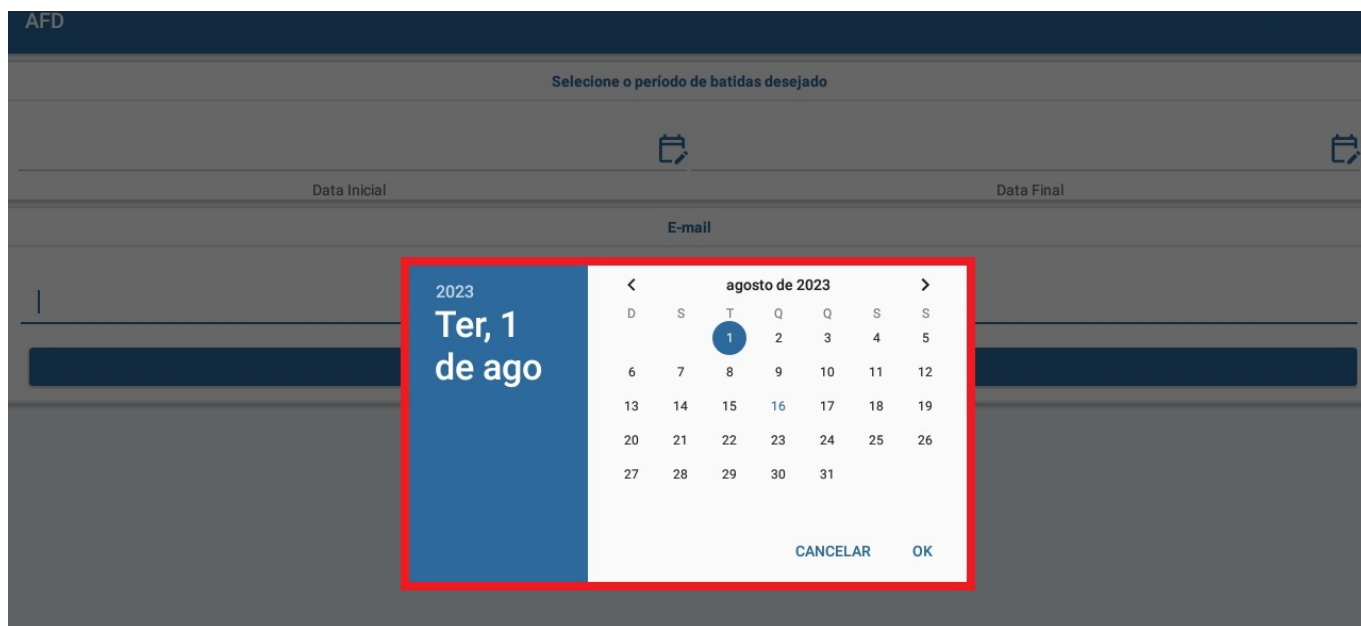 AFD
Selecione o período de batidas desejado
Data Inicial
Data Final
E-mail
2023
Ter, 1
de ago
agosto de 2023
D S T Q Q S S
1 2 3 4 5
6 7 8 9 10 11 12
13 14 15 16 17 18 19
20 21 22 23 24 25 26
27 28 29 30 31
CANCELAR OK